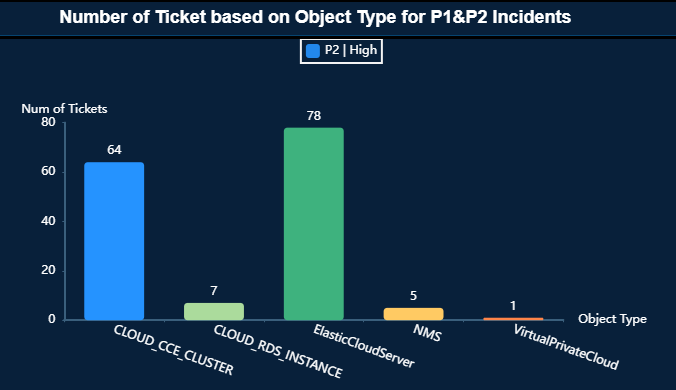 Number of Ticket based on Object Type for P1&P2 Incidents
P2 | High
Num of Tickets
80
60
40
20
0
64
7
78
5
1
CLOUD_CCE_CLUSTER
CLOUD_RDS_INSTANCE
ElasticCloudServer
NMS
VirtualPrivateCloud
Object Type